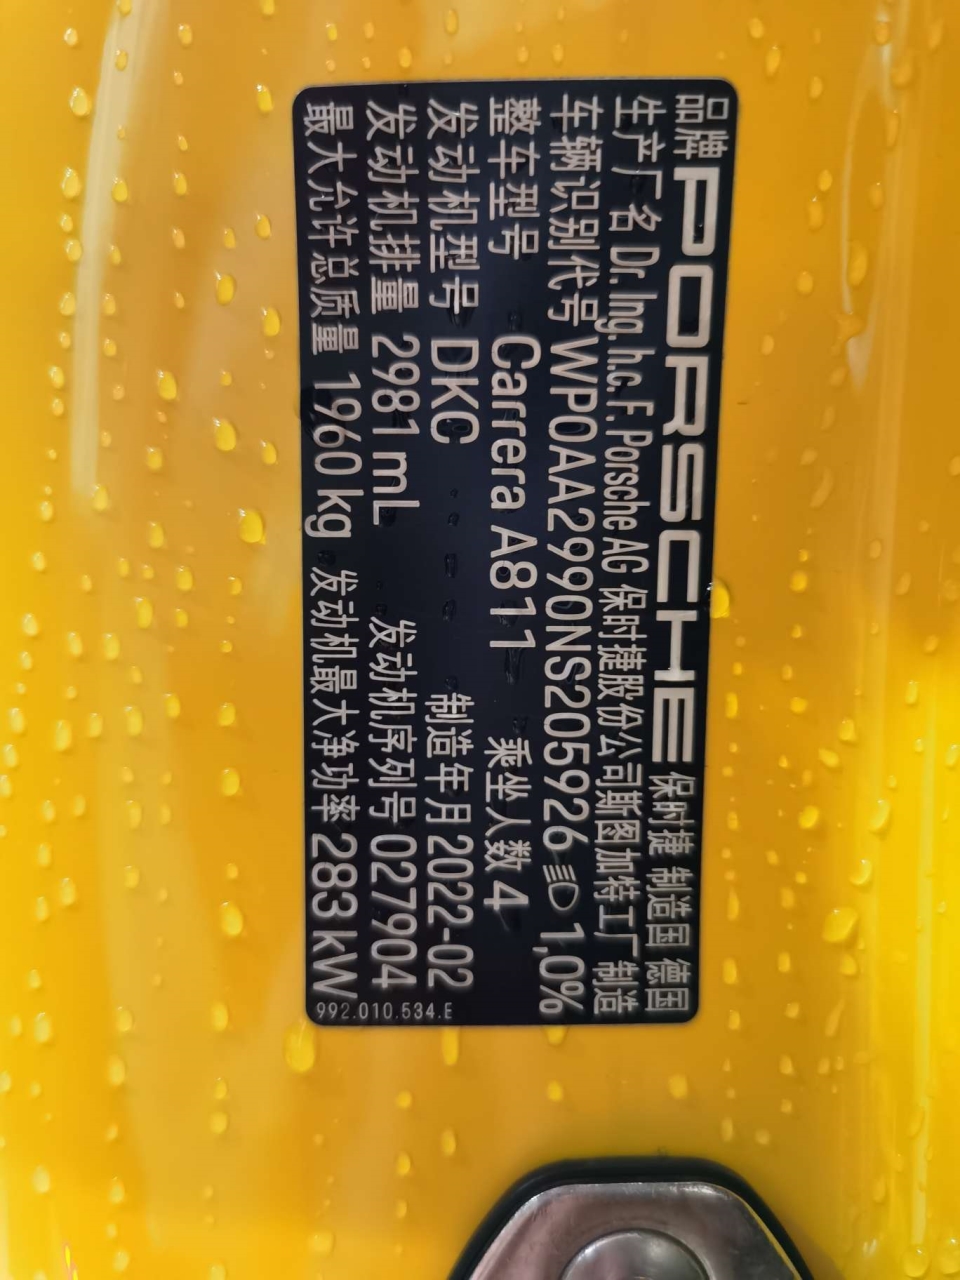 品牌 PORSCHE 保时捷 制造国 德国
生产厂名 Dr. Ing. h.c. F. Porsche AG 保时捷股份公司斯图加特工厂 制造
车辆识别代号 WP0AA2990NS205926 1,0%
整车型号 Carrera A811 乘坐人数 4
发动机型号 DKC 制造年月 2022-02
发动机排量 2981 mL 发动机序列号 027904
最大允许总质量 1960 kg 发动机最大净功率 283 kW
992.010.534.E